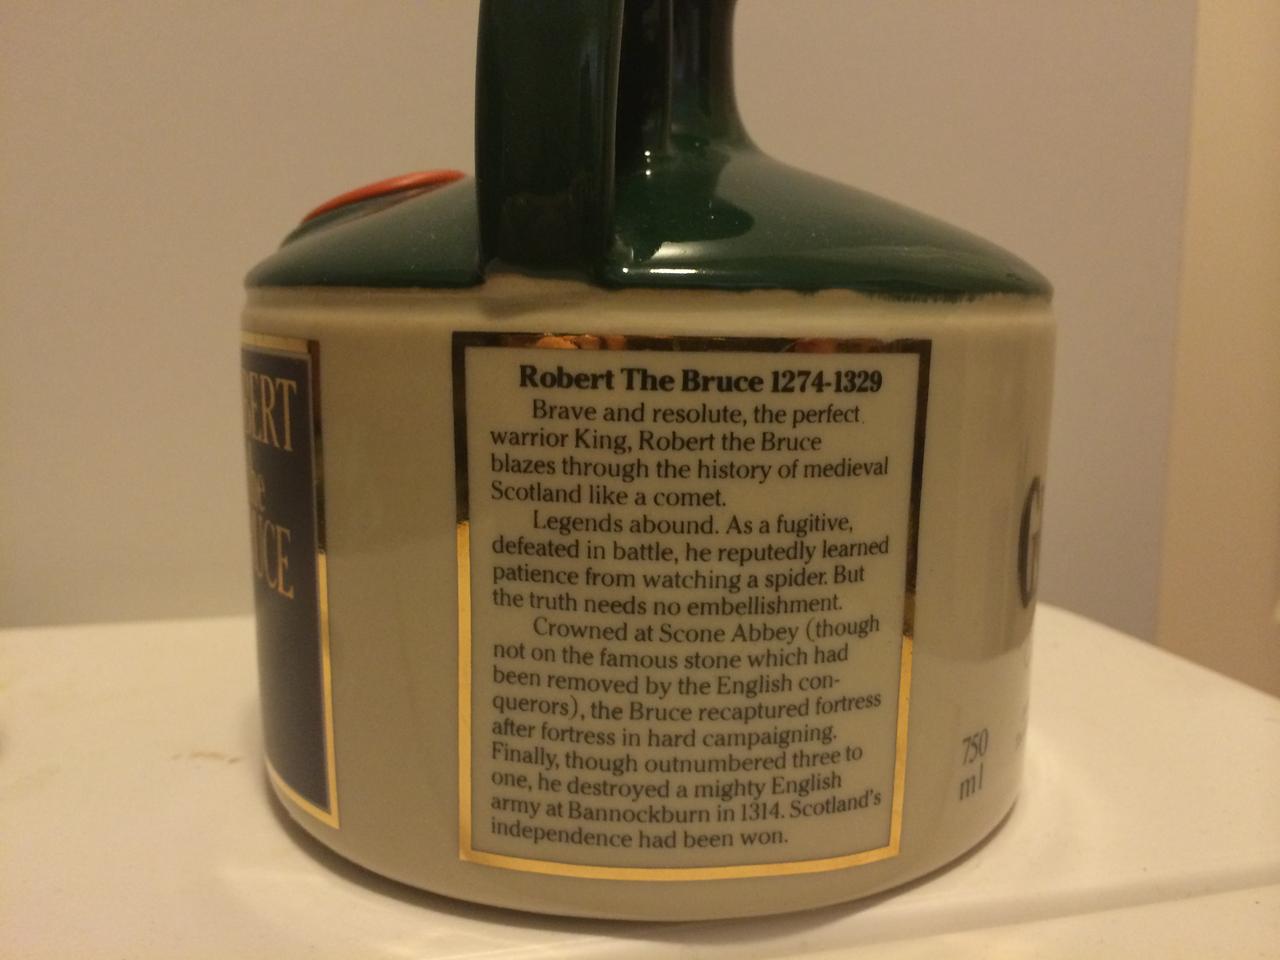 BERT
he
UCE
Robert The Bruce 1274-1329
Brave and resolute, the perfect
warrior King, Robert the Bruce
blazes through the history of medieval
Scotland like a comet.
Legends abound. As a fugitive,
defeated in battle, he reputedly learned
patience from watching a spider. But
the truth needs no embellishment.
Crowned at Scone Abbey (though
not on the famous stone which had
been removed by the English con-
querors), the Bruce recaptured fortress
after fortress in hard campaigning.
Finally, though outnumbered three to
one, he destroyed a mighty English
army at Bannockburn in 1314. Scotland's
independence had been won.
G
750
ml